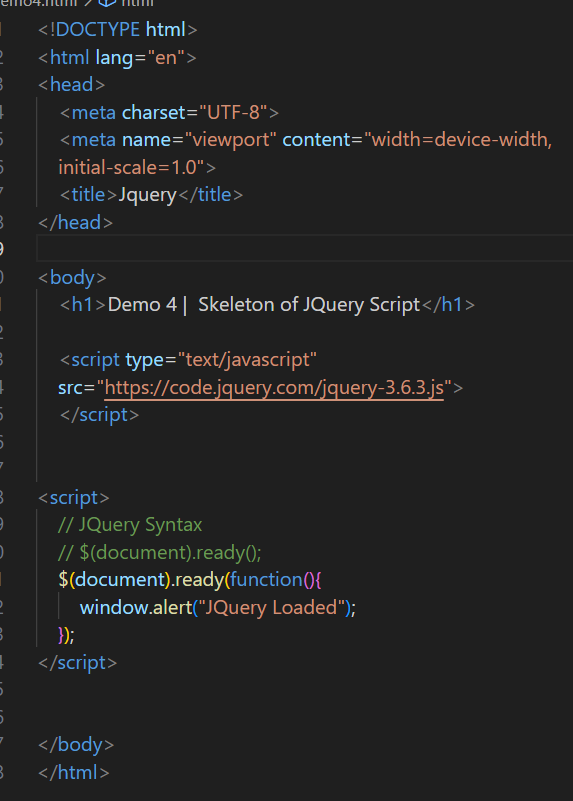 html
<!DOCTYPE html>
<html lang="en">
<head>
<meta charset="UTF-8">
<meta name="viewport" content="width=device-width,
initial-scale=1.0">
<title>Jquery</title>
</head>
<body>
<h1>Demo 4 |  Skeleton of JQuery Script</h1>
<script type="text/javascript"
src="https://code.jquery.com/jquery-3.6.3.js">
</script>
<script>
// JQuery Syntax
// $(document).ready();
$(document).ready(function(){
window.alert("JQuery Loaded");
});
</script>
</body>
</html>